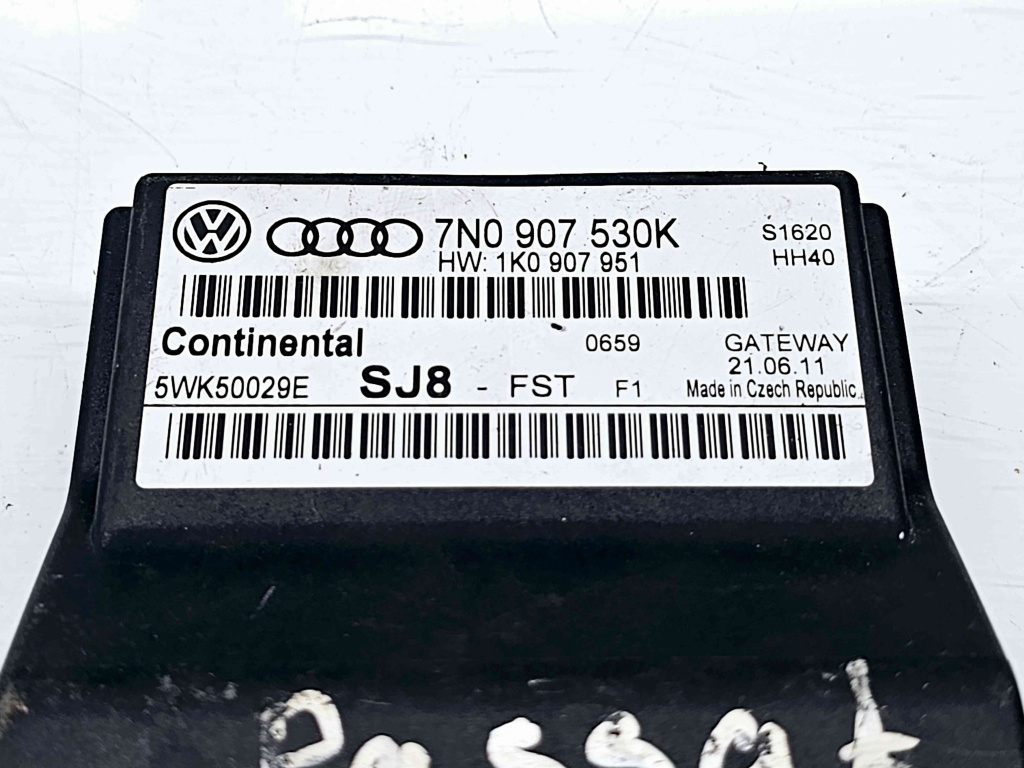 7N0 907 530K S1620
HW: 1K0 907 951 HH40
Continental 0659 GATEWAY
21.06.11
5WK50029E SJ8 - FST F1 Made in Czech Republic
Passat